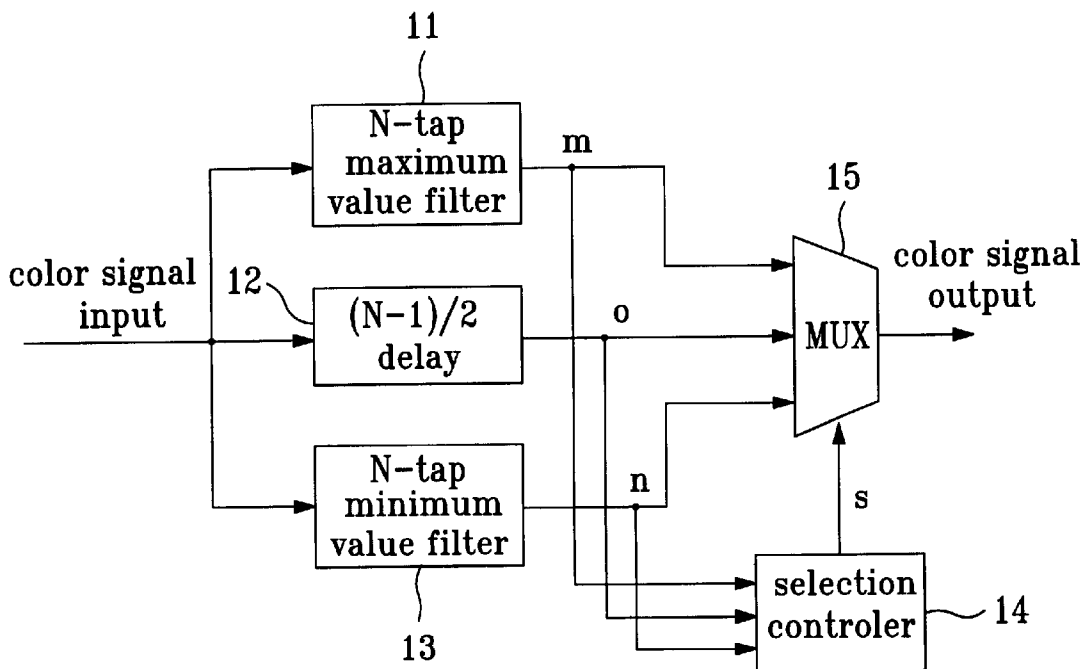 11
N-tap
maximum
value filter
m
15
color signal
input
12
(N-1)/2
delay
o
MUX
color signal
output
N-tap
minimum
value filter
n
s
13
selection
controler
14